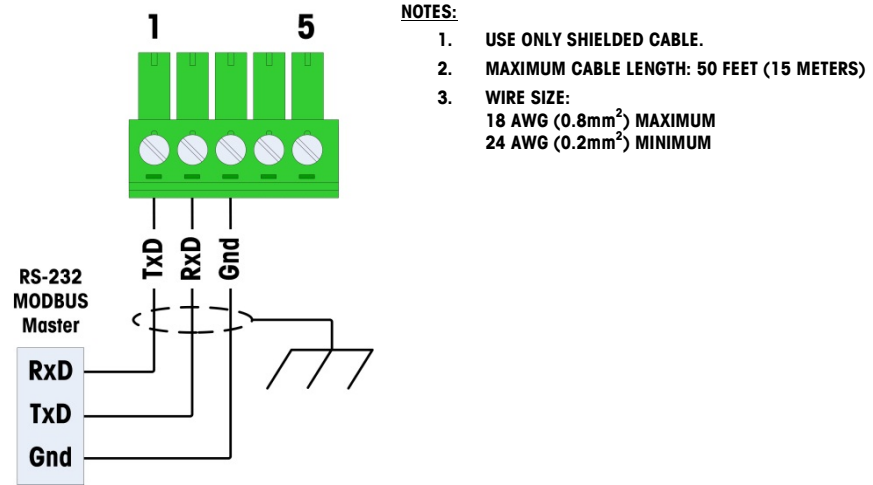 1 5
TxD
RxD
Gnd
RS-232
MODBUS
Master
RxD
TxD
Gnd
NOTES:
1. USE ONLY SHIELDED CABLE.
2. MAXIMUM CABLE LENGTH: 50 FEET (15 METERS)
3. WIRE SIZE:
18 AWG (0.8mm²) MAXIMUM
24 AWG (0.2mm²) MINIMUM